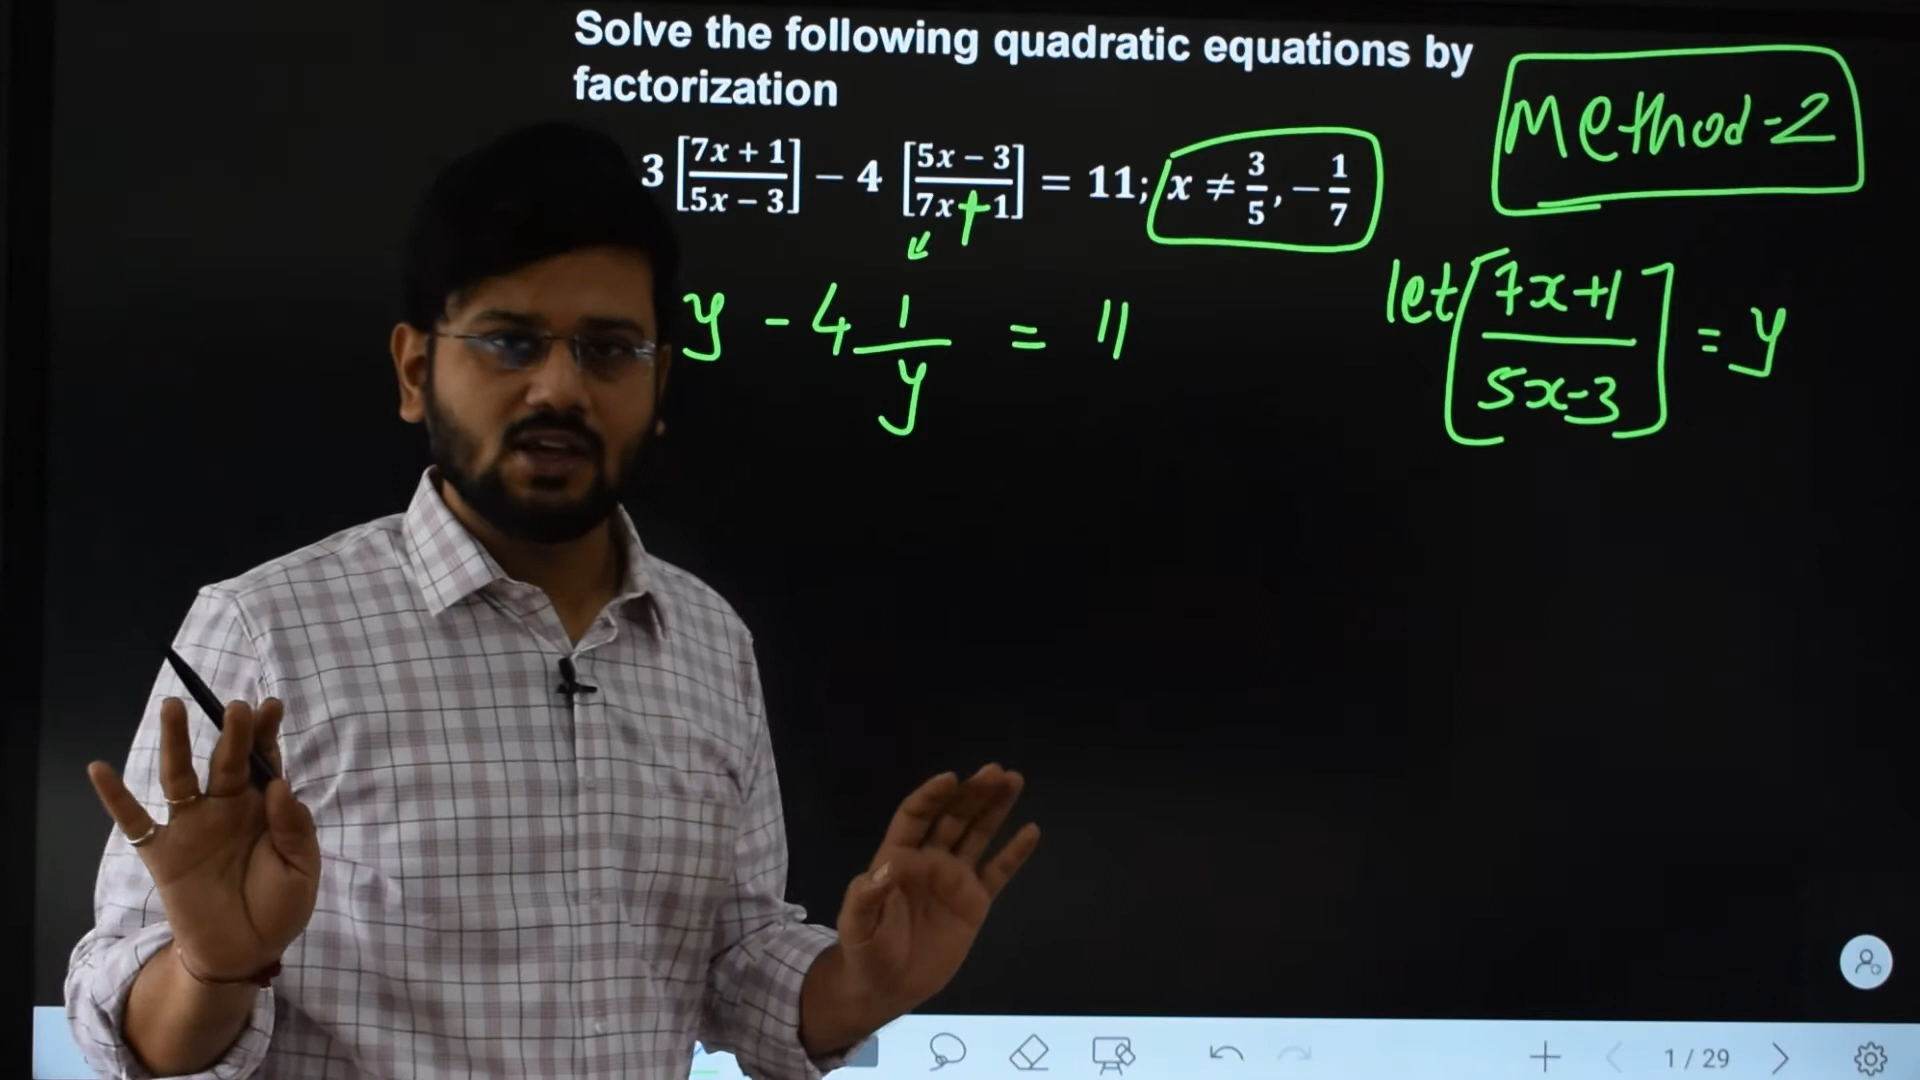 Solve the following quadratic equations by
factorization
Method-2
3 [7x + 1 / 5x − 3] − 4 [5x − 3 / 7x + 1] = 11; x ≠ 3/5, −1/7
let [7x+1 / 5x-3] = y
y - 4 1/y = 11
1 / 29